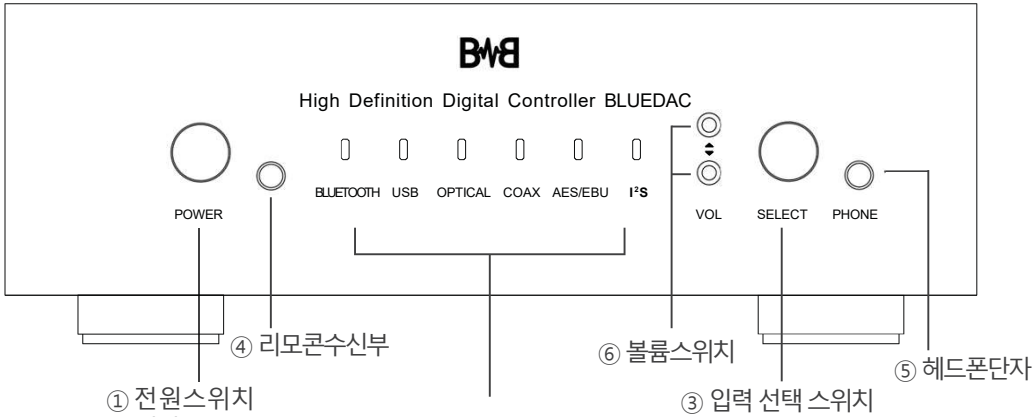 BWB
High Definition Digital Controller BLUEDAC
BLUETOOTH USB OPTICAL COAX AES/EBU I²S
POWER VOL SELECT PHONE
④ 리모콘수신부
⑥ 볼륨스위치
⑤ 헤드폰단자
① 전원스위치
③ 입력 선택 스위치